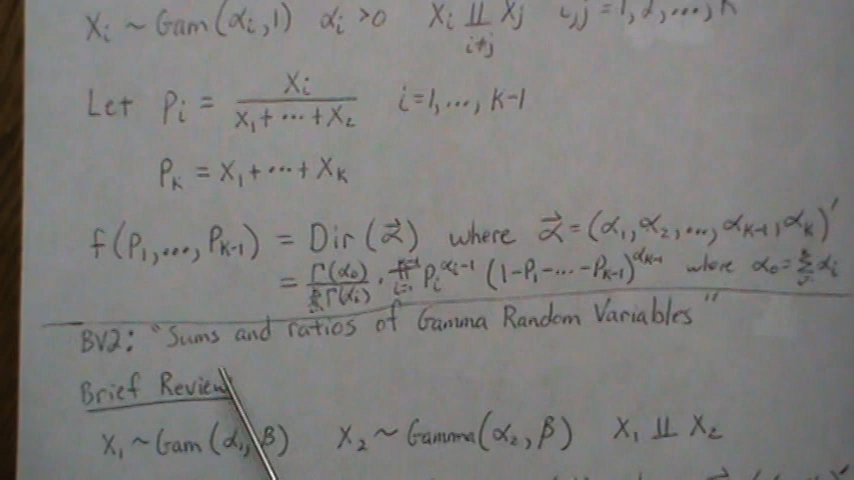 Xi ~ Gam(αi,1) αi >0 Xi ⫫ Xj i,j = 1,2,...,K
i≠j
Let Pi = Xi / X1+...+X2 i=1,...,K-1
PK = X1+...+XK
f(P1,...,PK-1) = Dir(α⃗) where α⃗ = (α1,α2,...,αK-1,αK)'
= Γ(α0) / Γ(αi) · Pi^αi-1 (1-P1-...-PK-1)^αK-1 where α0 = Σ αi
BV2: "Sums and ratios of Gamma Random Variables"
Brief Review
X1 ~ Gam(α1,β) X2 ~ Gamma(α2,β) X1 ⫫ X2